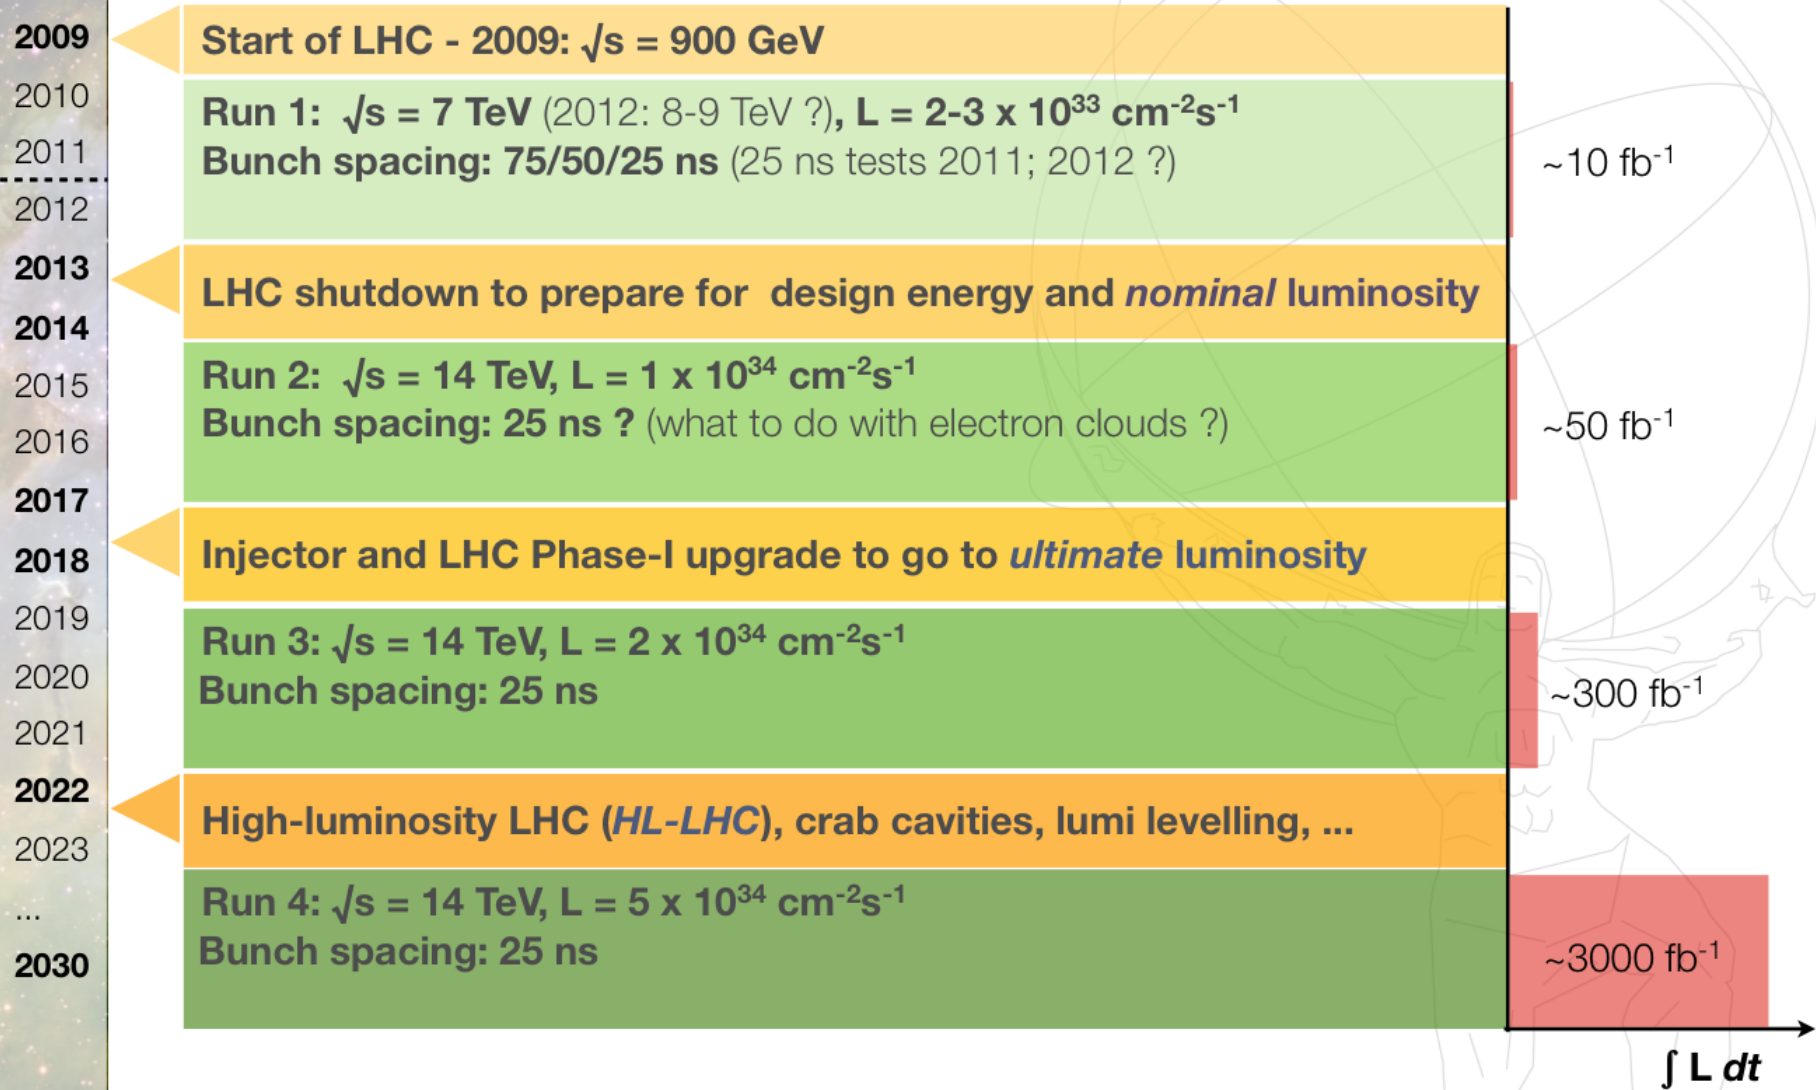 2009
Start of LHC - 2009: √s = 900 GeV
2010
2011
2012
Run 1: √s = 7 TeV (2012: 8-9 TeV ?), L = 2-3 x 10³³ cm⁻²s⁻¹
Bunch spacing: 75/50/25 ns (25 ns tests 2011; 2012 ?)
~10 fb⁻¹
2013
2014
LHC shutdown to prepare for design energy and nominal luminosity
2015
2016
Run 2: √s = 14 TeV, L = 1 x 10³⁴ cm⁻²s⁻¹
Bunch spacing: 25 ns ? (what to do with electron clouds ?)
~50 fb⁻¹
2017
2018
Injector and LHC Phase-I upgrade to go to ultimate luminosity
2019
2020
2021
Run 3: √s = 14 TeV, L = 2 x 10³⁴ cm⁻²s⁻¹
Bunch spacing: 25 ns
~300 fb⁻¹
2022
2023
High-luminosity LHC (HL-LHC), crab cavities, lumi levelling, ...
...
2030
Run 4: √s = 14 TeV, L = 5 x 10³⁴ cm⁻²s⁻¹
Bunch spacing: 25 ns
~3000 fb⁻¹
∫ L dt